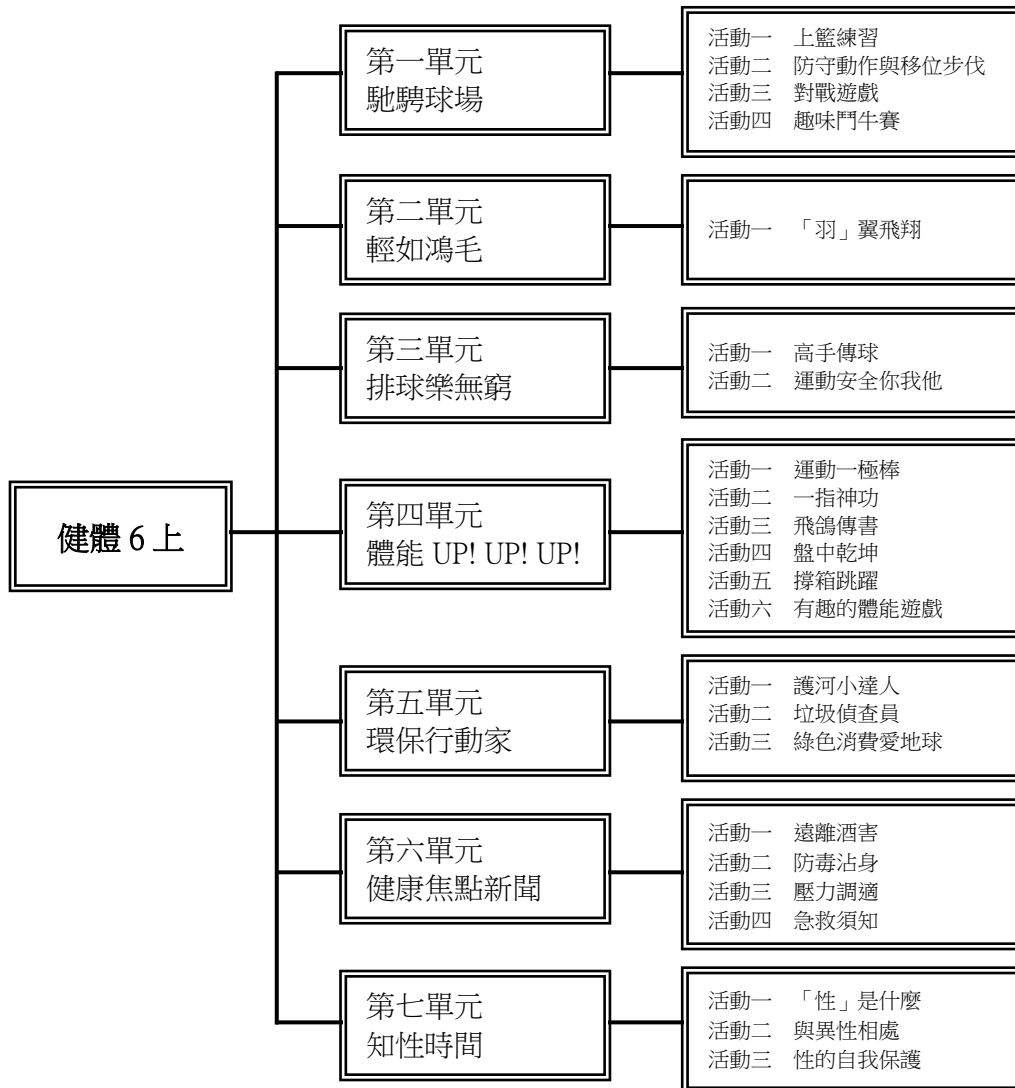 健體 6 上
第一單元
馳騁球場
活動一　上籃練習
活動二　防守動作與移位步伐
活動三　對戰遊戲
活動四　趣味鬥牛賽
第二單元
輕如鴻毛
活動一　「羽」翼飛翔
第三單元
排球樂無窮
活動一　高手傳球
活動二　運動安全你我他
第四單元
體能 UP! UP! UP!
活動一　運動一極棒
活動二　一指神功
活動三　飛鴿傳書
活動四　盤中乾坤
活動五　撐箱跳躍
活動六　有趣的體能遊戲
第五單元
環保行動家
活動一　護河小達人
活動二　垃圾偵查員
活動三　綠色消費愛地球
第六單元
健康焦點新聞
活動一　遠離酒害
活動二　防毒沾身
活動三　壓力調適
活動四　急救須知
第七單元
知性時間
活動一　「性」是什麼
活動二　與異性相處
活動三　性的自我保護